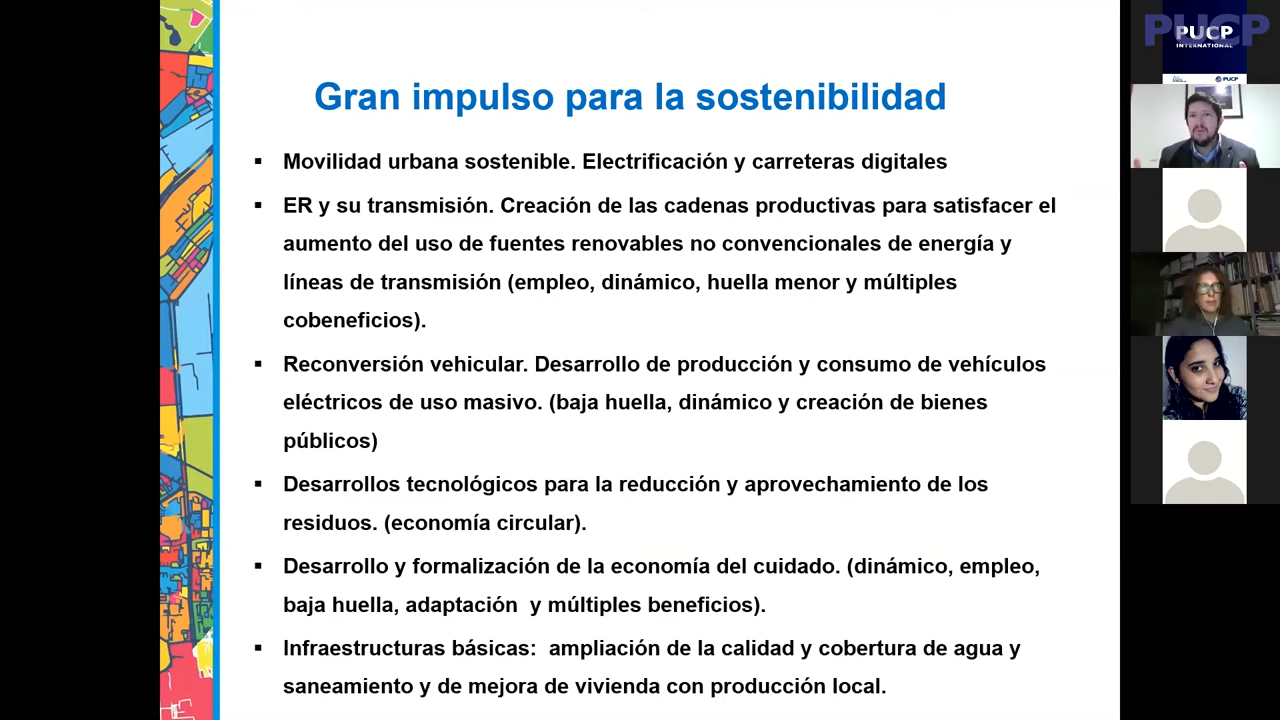 Gran impulso para la sostenibilidad
▪ Movilidad urbana sostenible. Electrificación y carreteras digitales
▪ ER y su transmisión. Creación de las cadenas productivas para satisfacer el
aumento del uso de fuentes renovables no convencionales de energía y
líneas de transmisión (empleo, dinámico, huella menor y múltiples
cobeneficios).
▪ Reconversión vehicular. Desarrollo de producción y consumo de vehículos
eléctricos de uso masivo. (baja huella, dinámico y creación de bienes
públicos)
▪ Desarrollos tecnológicos para la reducción y aprovechamiento de los
residuos. (economía circular).
▪ Desarrollo y formalización de la economía del cuidado. (dinámico, empleo,
baja huella, adaptación  y múltiples beneficios).
▪ Infraestructuras básicas:  ampliación de la calidad y cobertura de agua y
saneamiento y de mejora de vivienda con producción local.
PUCP
PUCP
INTERNATIONAL
PUCP